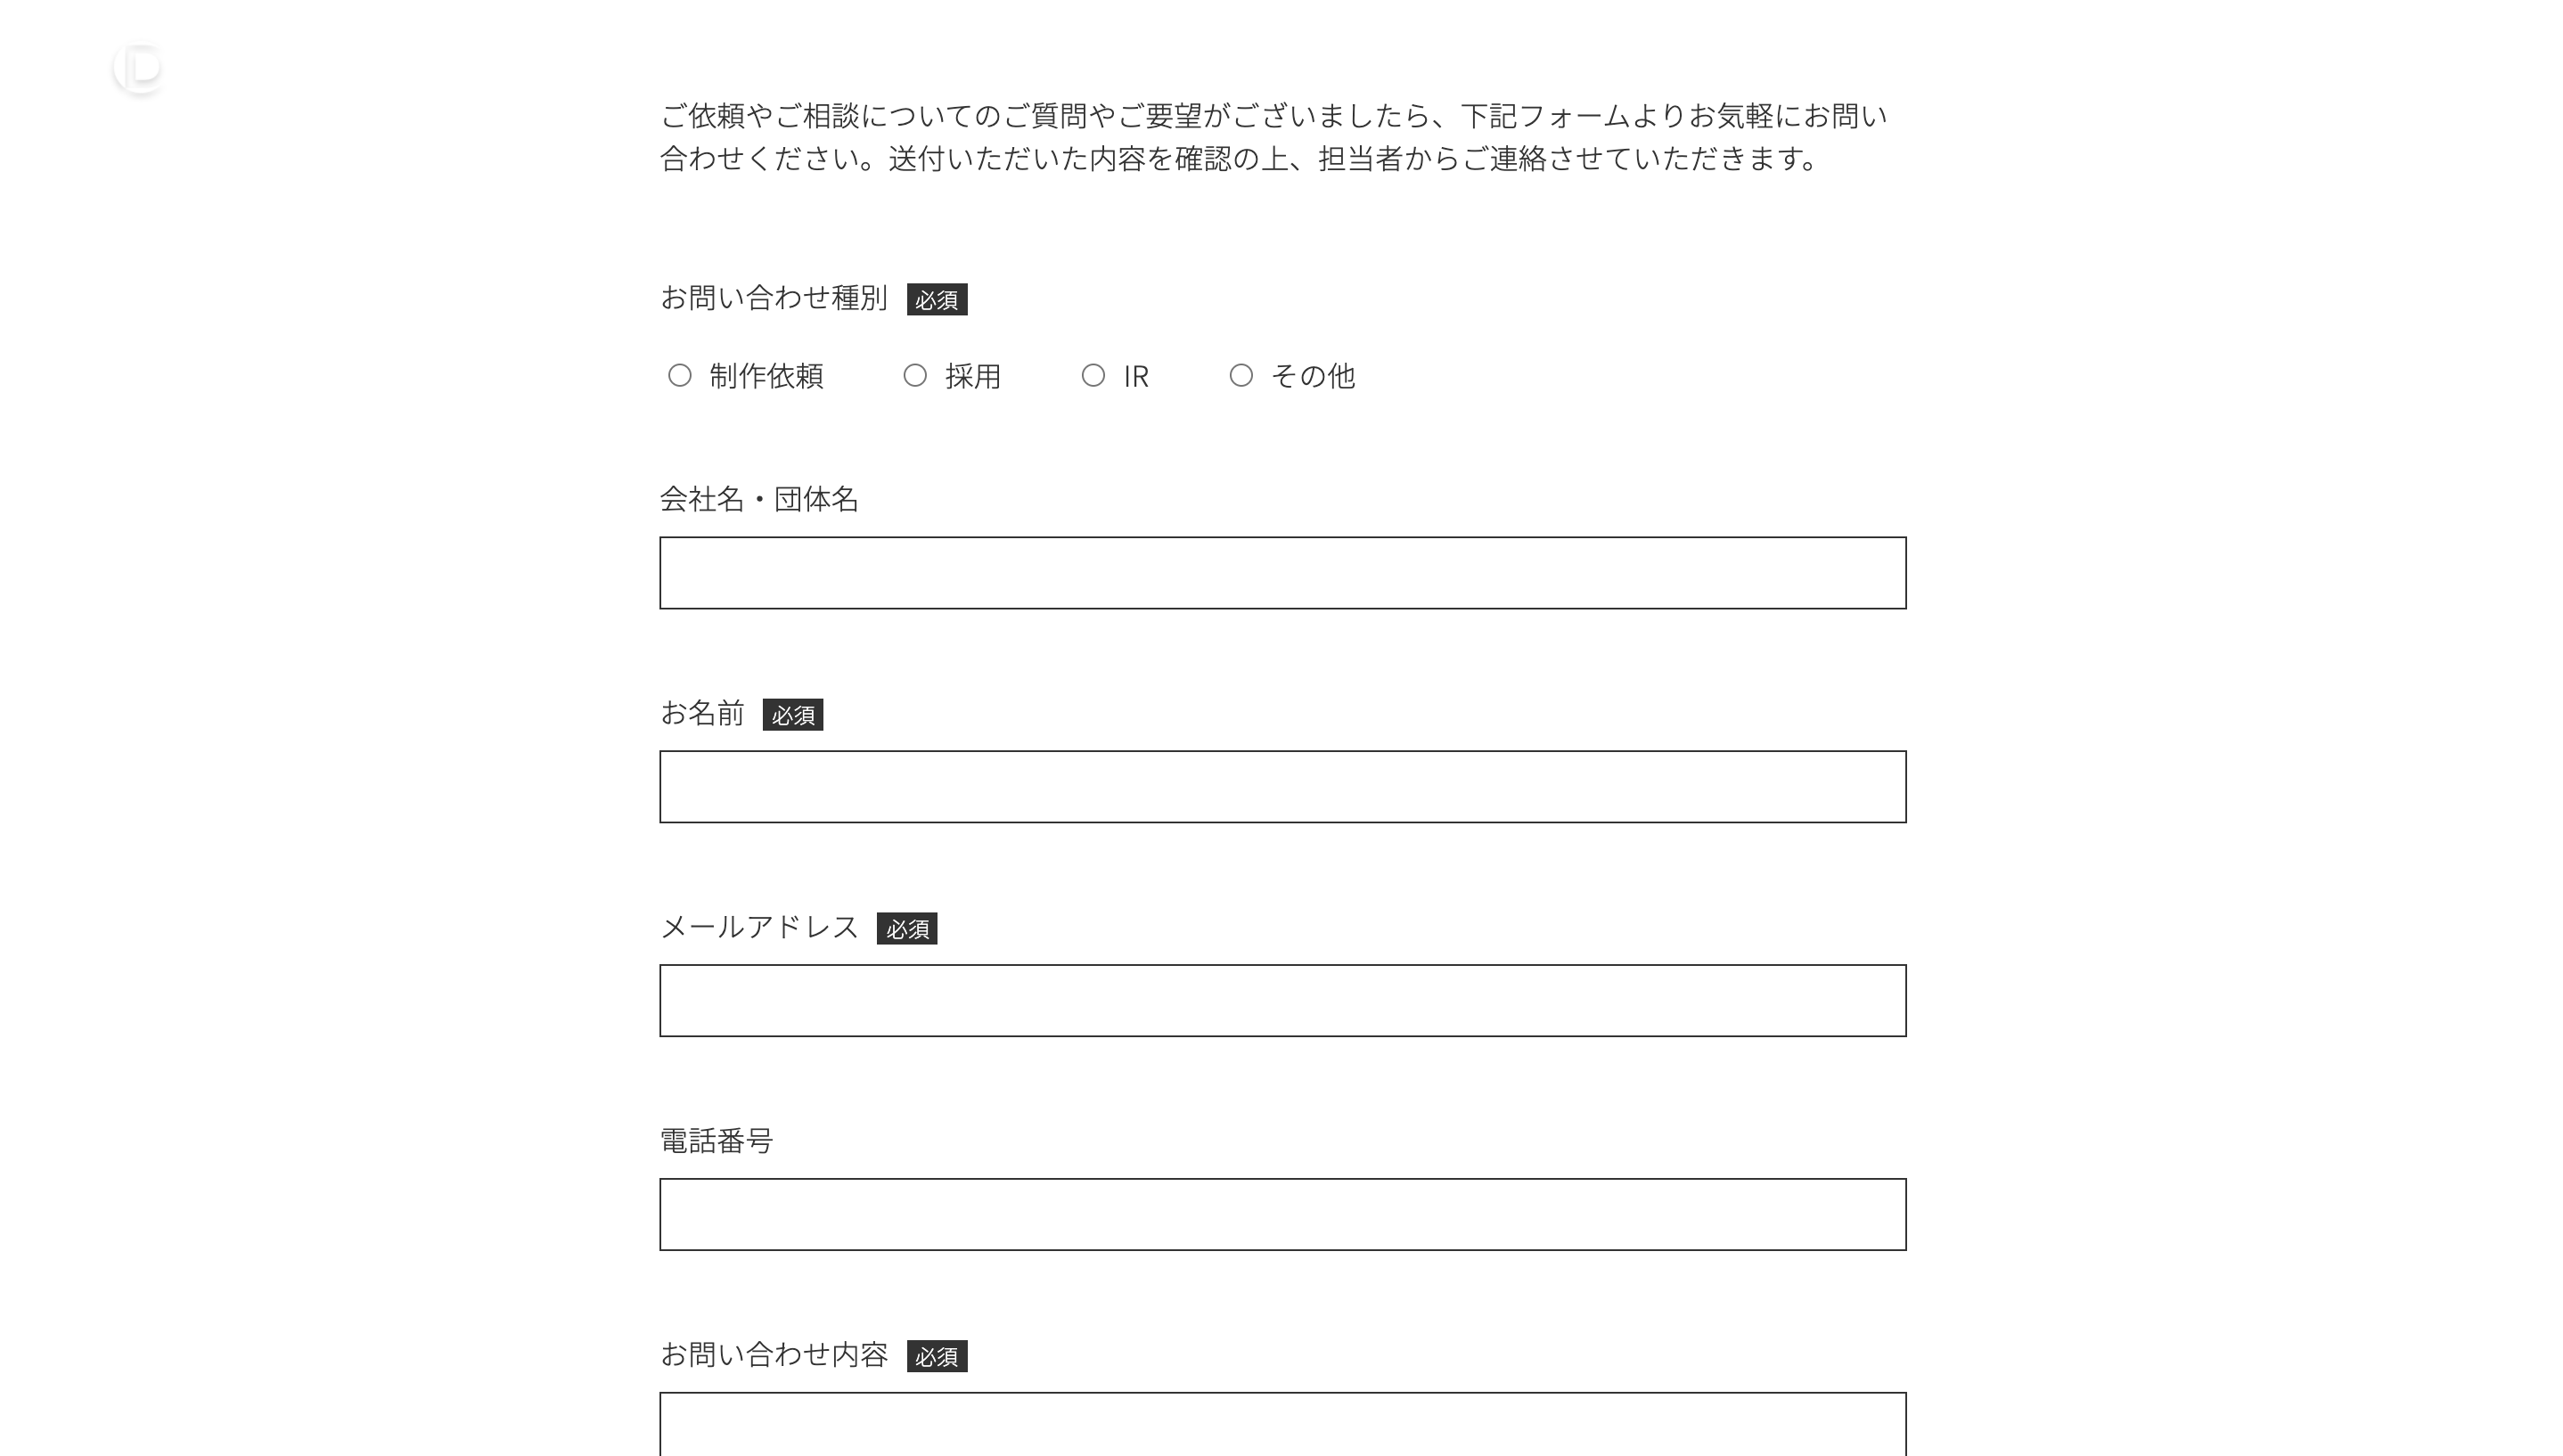 ご依頼やご相談についてのご質問やご要望がございましたら、下記フォームよりお気軽にお問い
合わせください。送付いただいた内容を確認の上、担当者からご連絡させていただきます。
お問い合わせ種別 必須
制作依頼 採用 IR その他
会社名・団体名
お名前 必須
メールアドレス 必須
電話番号
お問い合わせ内容 必須